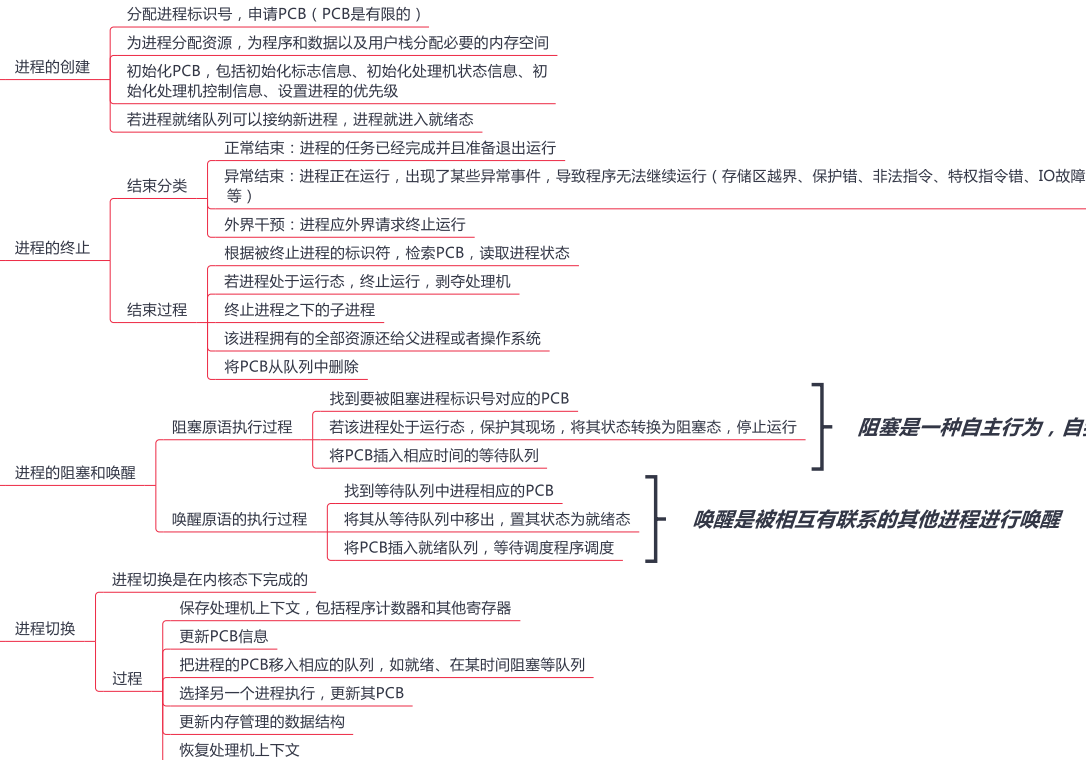 进程的创建
分配进程标识号，申请PCB（PCB是有限的）
为进程分配资源，为程序和数据以及用户栈分配必要的内存空间
初始化PCB，包括初始化标志信息、初始化处理机状态信息、初
始化处理机控制信息、设置进程的优先级
若进程就绪队列可以接纳新进程，进程就进入就绪态
进程的终止
结束分类
正常结束：进程的任务已经完成并且准备退出运行
异常结束：进程正在运行，出现了某些异常事件，导致程序无法继续运行（存储区越界、保护错、非法指令、特权指令错、IO故障
等）
外界干预：进程应外界请求终止运行
结束过程
根据被终止进程的标识符，检索PCB，读取进程状态
若进程处于运行态，终止运行，剥夺处理机
终止进程之下的子进程
该进程拥有的全部资源还给父进程或者操作系统
将PCB从队列中删除
进程的阻塞和唤醒
阻塞原语执行过程
找到要被阻塞进程标识号对应的PCB
若该进程处于运行态，保护其现场，将其状态转换为阻塞态，停止运行
将PCB插入相应时间的等待队列
阻塞是一种自主行为，自
唤醒原语的执行过程
找到等待队列中进程相应的PCB
将其从等待队列中移出，置其状态为就绪态
将PCB插入就绪队列，等待调度程序调度
唤醒是被相互有联系的其他进程进行唤醒
进程切换
进程切换是在内核态下完成的
过程
保存处理机上下文，包括程序计数器和其他寄存器
更新PCB信息
把进程的PCB移入相应的队列，如就绪、在某时间阻塞等队列
选择另一个进程执行，更新其PCB
更新内存管理的数据结构
恢复处理机上下文